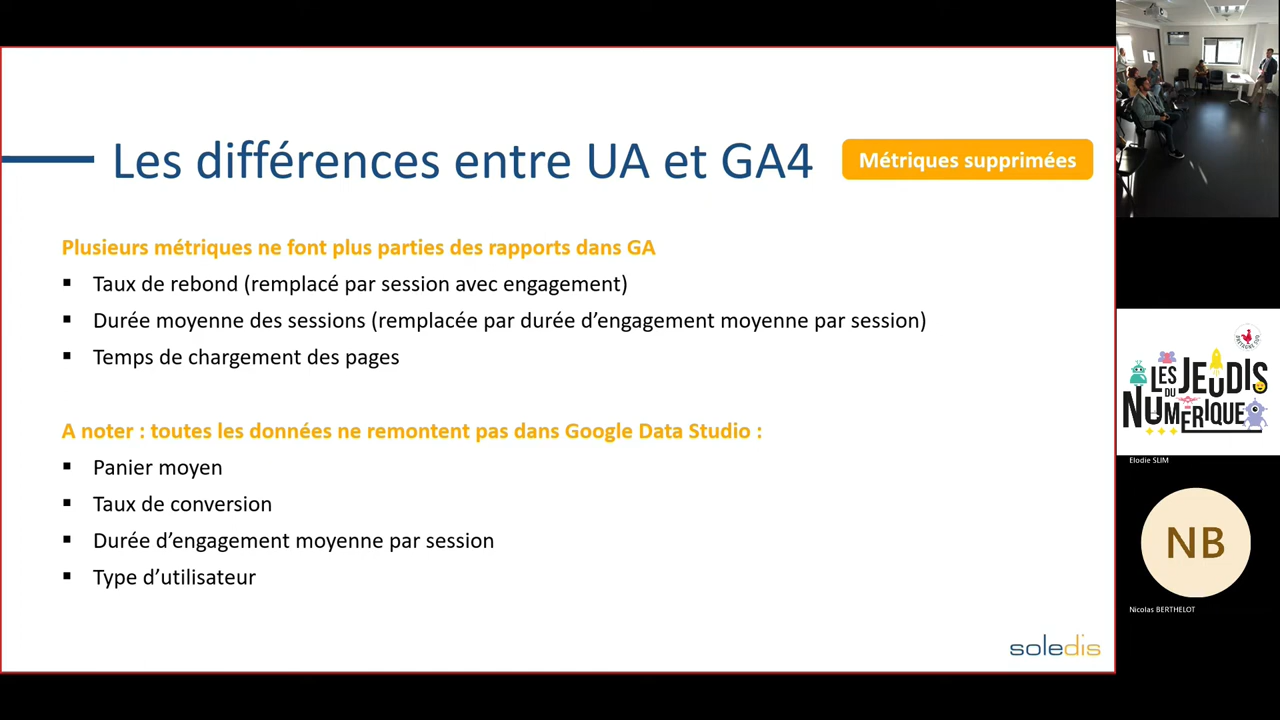 Les différences entre UA et GA4
Métriques supprimées
Plusieurs métriques ne font plus parties des rapports dans GA
▪ Taux de rebond (remplacé par session avec engagement)
▪ Durée moyenne des sessions (remplacée par durée d’engagement moyenne par session)
▪ Temps de chargement des pages
A noter : toutes les données ne remontent pas dans Google Data Studio :
▪ Panier moyen
▪ Taux de conversion
▪ Durée d’engagement moyenne par session
▪ Type d’utilisateur
soledis
LES JEUDIS
DU
NUMÉRIQUE
Elodie SLIM
NB
Nicolas BERTHELOT